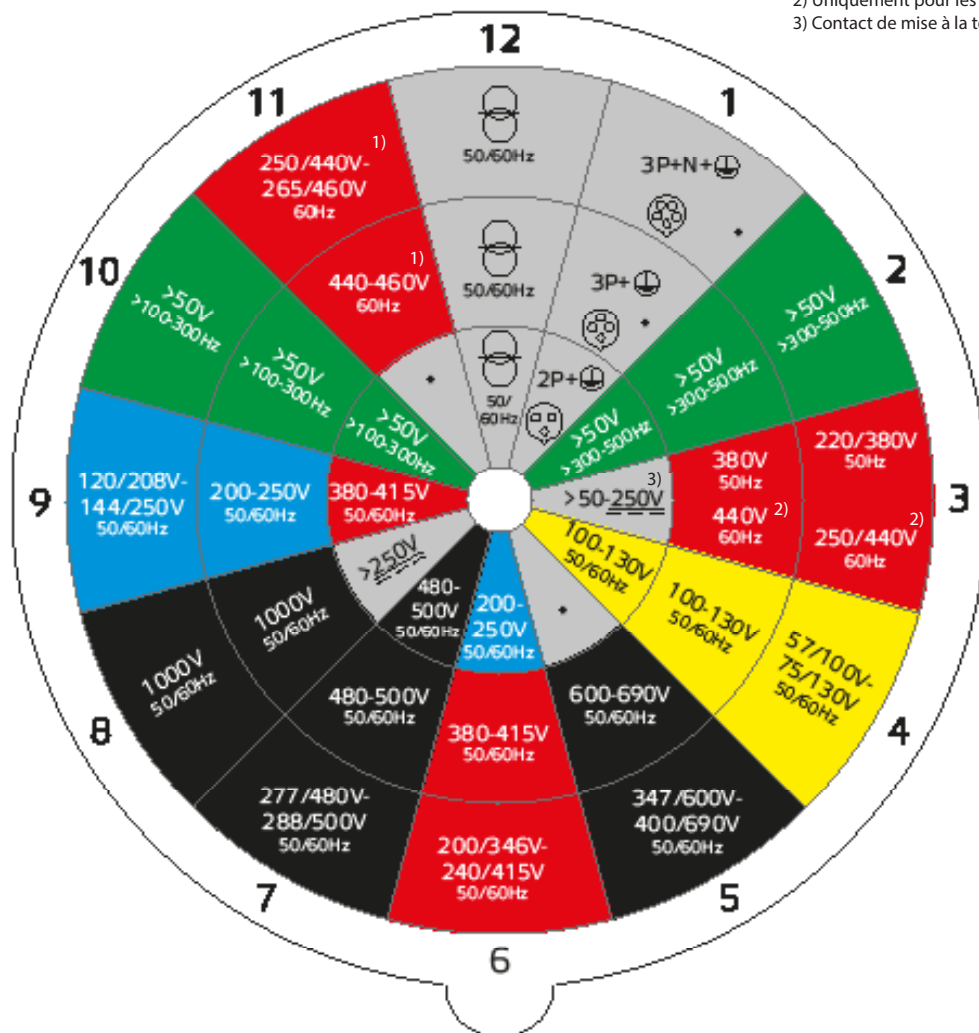 2) Uniquement pour les
3) Contact de mise à la t
12
50/60Hz
50/60Hz
50/
60Hz
1
3P+N+
3P+
2P+
2
>50V
>300-500Hz
>50V
>300-500Hz
>50V
>300-500Hz
3
220/380V
50Hz
250/440V 2)
60Hz
380V
50Hz
440V 2)
60Hz
>50-250V 3)
4
57/100V-
75/130V
50/60Hz
100-130V
50/60Hz
100-130V
50/60Hz
5
347/600V-
400/690V
50/60Hz
600-690V
50/60Hz
6
200/346V-
240/415V
50/60Hz
380-415V
50/60Hz
200-
250V
50/60Hz
7
277/480V-
288/500V
50/60Hz
480-500V
50/60Hz
480-
500V
50/60Hz
8
1000V
50/60Hz
1000V
50/60Hz
>250V
9
120/208V-
144/250V
50/60Hz
200-250V
50/60Hz
380-415V
50/60Hz
10
>50V
>100-300Hz
>50V
>100-300Hz
>50V
>100-300Hz
11
250/440V- 1)
265/460V
60Hz
440-460V 1)
60Hz